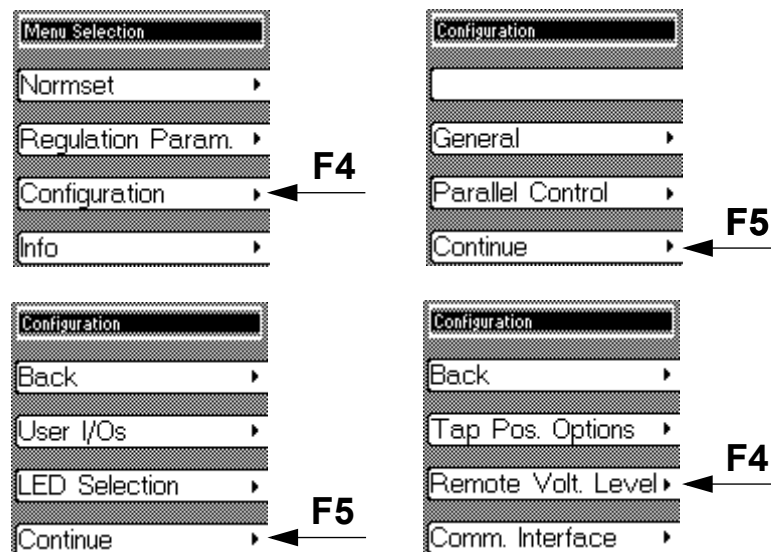 Menu Selection
Normset
Regulation Param.
Configuration
F4
Info
Configuration
General
Parallel Control
Continue
F5
Configuration
Back
User I/Os
LED Selection
Continue
F5
Configuration
Back
Tap Pos. Options
Remote Volt. Level
F4
Comm. Interface